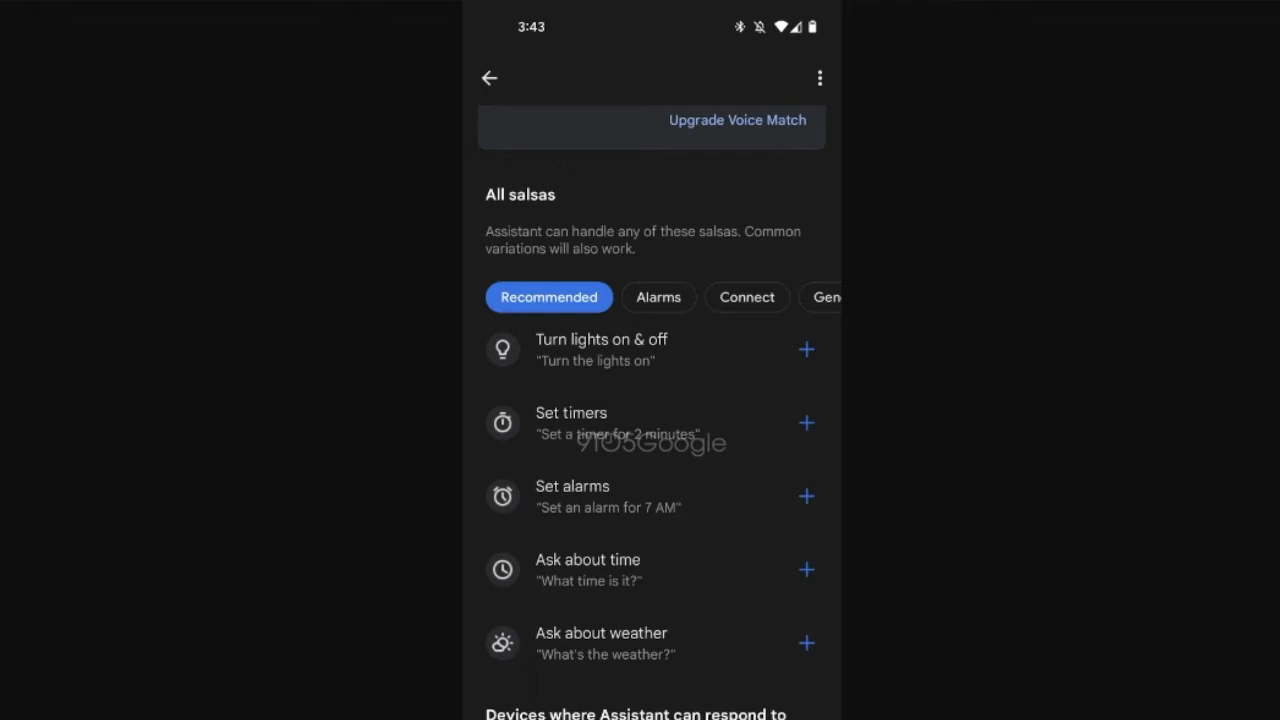 3:43
Upgrade Voice Match
All salsas
Assistant can handle any of these salsas. Common
variations will also work.
Recommended Alarms Connect Gen
Turn lights on & off
"Turn the lights on"
Set timers
"Set a timer for 2 minutes"
9TO5Google
Set alarms
"Set an alarm for 7 AM"
Ask about time
"What time is it?"
Ask about weather
"What's the weather?"
Devices where Assistant can respond to